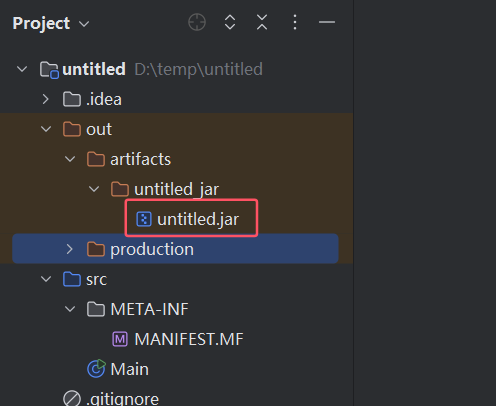 Project
untitled D:\temp\untitled
.idea
out
artifacts
untitled_jar
untitled.jar
production
src
META-INF
M MANIFEST.MF
Main
.gitignore